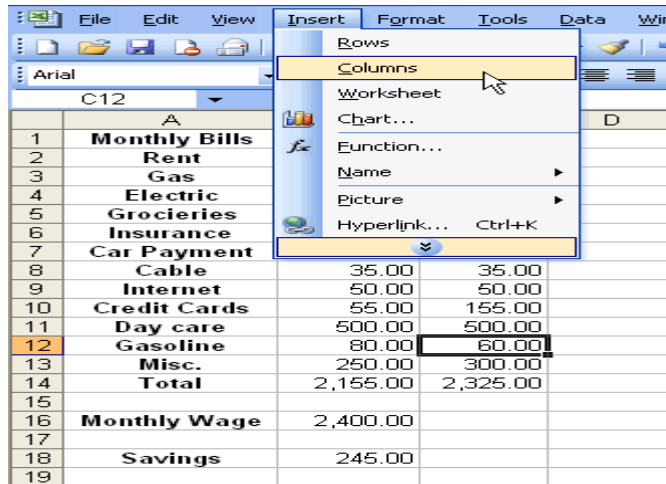 File Edit View Insert Format Tools Data
Rows
Arial Columns
C12 Worksheet
A Chart... D
1 Monthly Bills Function...
2 Rent
3 Gas Name
4 Electric Picture
5 Grocieries
6 Insurance Hyperlink... Ctrl+K
7 Car Payment
8 Cable 35.00 35.00
9 Internet 50.00 50.00
10 Credit Cards 55.00 155.00
11 Day care 500.00 500.00
12 Gasoline 80.00 60.00
13 Misc. 250.00 300.00
14 Total 2,155.00 2,325.00
15
16 Monthly Wage 2,400.00
17
18 Savings 245.00
19